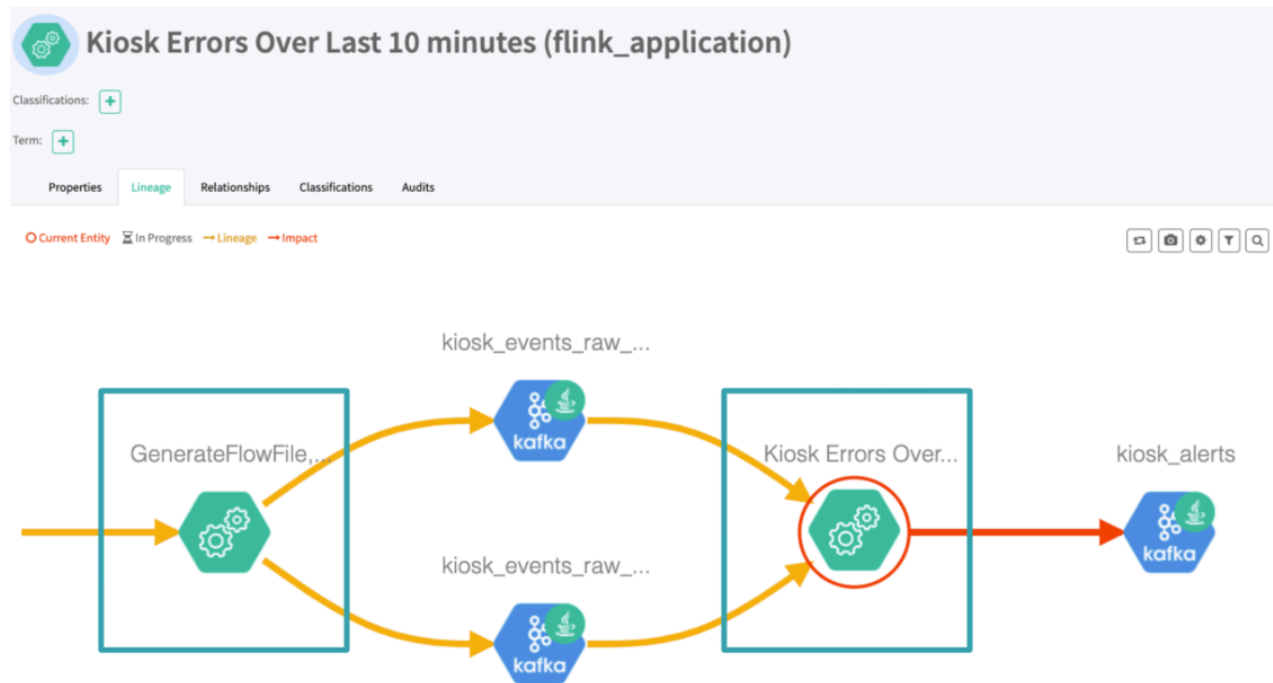 Kiosk Errors Over Last 10 minutes (flink_application)
Classifications: +
Term: +
Properties Lineage Relationships Classifications Audits
Current Entity In Progress Lineage Impact
kiosk_events_raw_...
kafka
GenerateFlowFile,...
Kiosk Errors Over...
kiosk_alerts
kafka
kiosk_events_raw_...
kafka